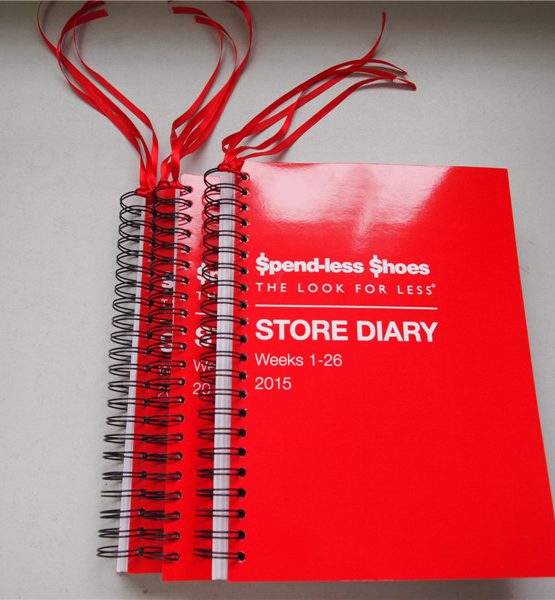 $pend-less $hoes
THE LOOK FOR LESS®
STORE DIARY
Weeks 1-26
2015